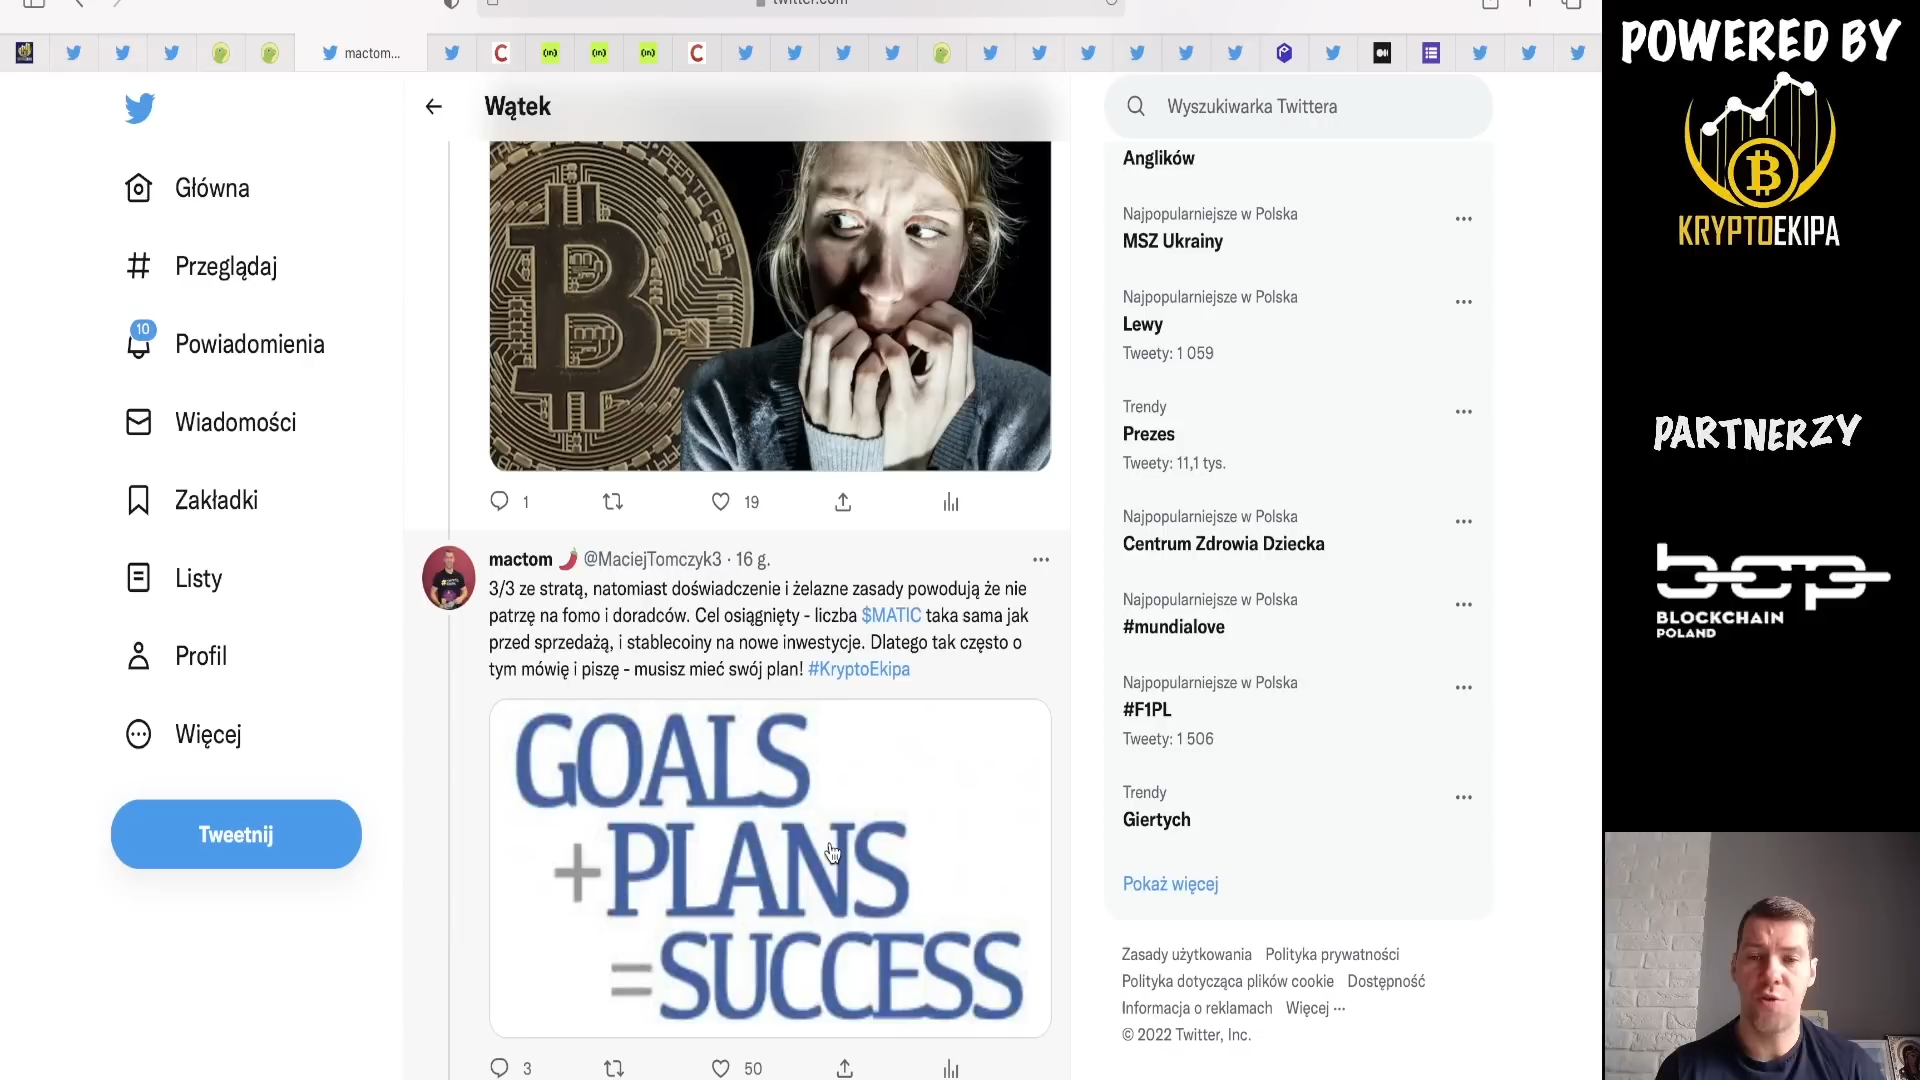 twitter.com
mactom...
Wątek
Wyszukiwarka Twittera
Główna
Przeglądaj
10
Powiadomienia
Wiadomości
Zakładki
Listy
Profil
Więcej
Tweetnij
B
1
19
mactom 🌶️ @MaciejTomczyk3 · 16 g.
3/3 ze stratą, natomiast doświadczenie i żelazne zasady powodują że nie
patrzę na fomo i doradców. Cel osiągnięty - liczba $MATIC taka sama jak
przed sprzedażą, i stablecoiny na nowe inwestycje. Dlatego tak często o
tym mówię i piszę - musisz mieć swój plan! #KryptoEkipa
GOALS
+PLANS
=SUCCESS
3
50
Anglików
Najpopularniejsze w Polska
MSZ Ukrainy
Najpopularniejsze w Polska
Lewy
Tweety: 1 059
Trendy
Prezes
Tweety: 11,1 tys.
Najpopularniejsze w Polska
Centrum Zdrowia Dziecka
Najpopularniejsze w Polska
#mundialove
Najpopularniejsze w Polska
#F1PL
Tweety: 1 506
Trendy
Giertych
Pokaż więcej
Zasady użytkowania Polityka prywatności
Polityka dotycząca plików cookie Dostępność
Informacja o reklamach Więcej ···
© 2022 Twitter, Inc.
POWERED BY
KRYPTOEKIPA
PARTNERZY
bcp
BLOCKCHAIN
POLAND